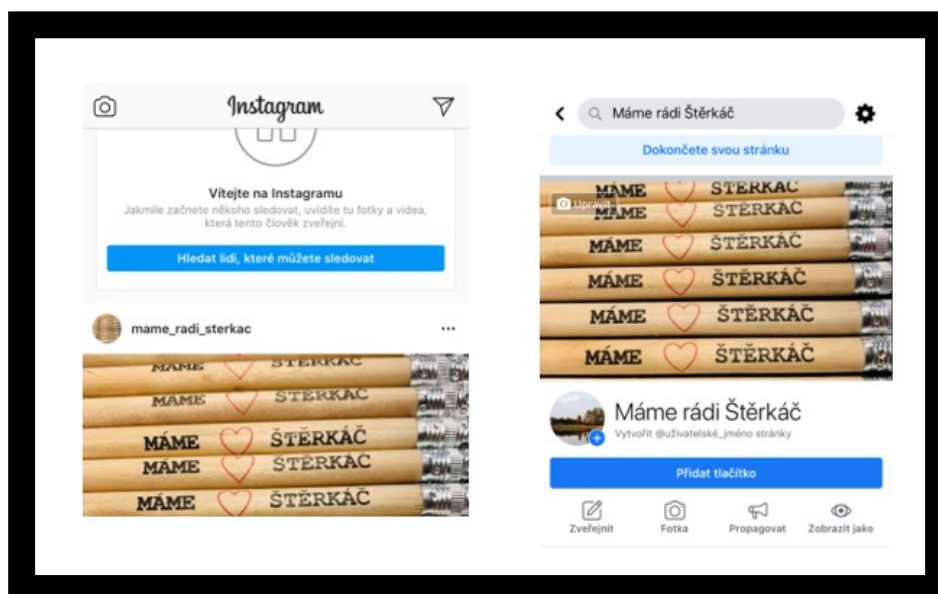 Instagram
Vítejte na Instagramu
Jakmile začnete někoho sledovat, uvidíte tu fotky a videa,
která tento člověk zveřejní.
Hledat lidi, které můžete sledovat
mame_radi_sterkac
MÁME ŠTĚRKÁČ
MÁME ŠTĚRKÁČ
MÁME ŠTĚRKÁČ
MÁME ŠTĚRKÁČ
MÁME ŠTĚRKÁČ
Máme rádi Štěrkáč
Dokončete svou stránku
Upravit
MÁME ŠTĚRKÁČ
MÁME ŠTĚRKÁČ
MÁME ŠTĚRKÁČ
MÁME ŠTĚRKÁČ
MÁME ŠTĚRKÁČ
MÁME ŠTĚRKÁČ
Máme rádi Štěrkáč
Vytvořit @uživatelské_jméno stránky
Přidat tlačítko
Zveřejnit Fotka Propagovat Zobrazit jako